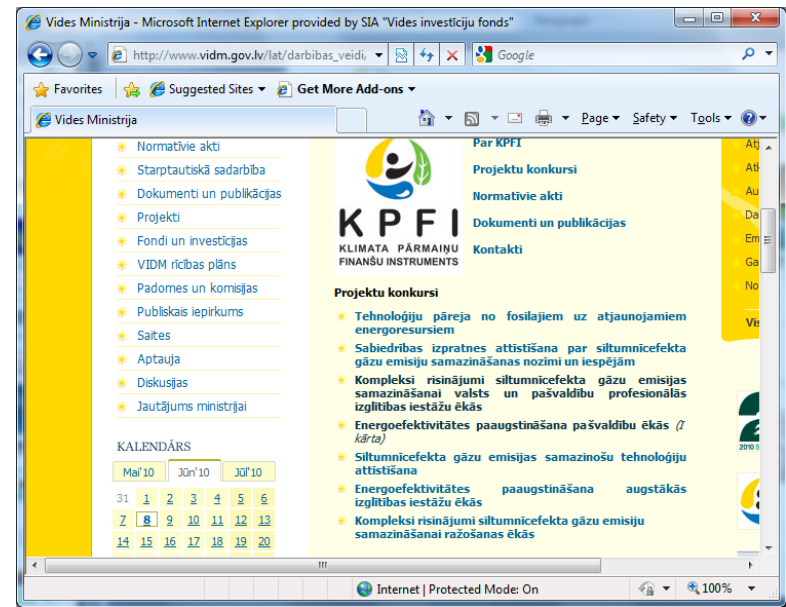 Vides Ministrija - Microsoft Internet Explorer provided by SIA "Vides investīciju fonds"
http://www.vidm.gov.lv/lat/darbibas_veidi,
Google
Favorites
Suggested Sites
Get More Add-ons
Vides Ministrija
Page
Safety
Tools
Normatīvie akti
Starptautiskā sadarbība
Dokumenti un publikācijas
Projekti
Fondi un investīcijas
VIDM rīcības plāns
Padomes un komisijas
Publiskais iepirkums
Saites
Aptauja
Diskusijas
Jautājums ministrijai
KALENDĀRS
Mai'10 Jūn'10 Jūl'10
31 1 2 3 4 5 6
7 8 9 10 11 12 13
14 15 16 17 18 19 20
KPFI
KLIMATA PĀRMAIŅU
FINANŠU INSTRUMENTS
Par KPFI
Projektu konkursi
Normatīvie akti
Dokumenti un publikācijas
Kontakti
Projektu konkursi
Tehnoloģiju pāreja no fosilajiem uz atjaunojamiem
energoresursiem
Sabiedrības izpratnes attīstīšana par siltumnīcefekta
gāzu emisiju samazināšanas nozīmi un iespējām
Kompleksi risinājumi siltumnīcefekta gāzu emisijas
samazināšanai valsts un pašvaldību profesionālās
izglītības iestāžu ēkās
Energoefektivitātes paaugstināšana pašvaldību ēkās (I
kārta)
Siltumnīcefekta gāzu emisijas samazinošu tehnoloģiju
attīstīšana
Energoefektivitātes paaugstināšana augstākās
izglītības iestāžu ēkās
Kompleksi risinājumi siltumnīcefekta gāzu emisiju
samazināšanai ražošanas ēkās
Au
Da
Em
Ga
No
Vis
2010
Internet | Protected Mode: On
100%